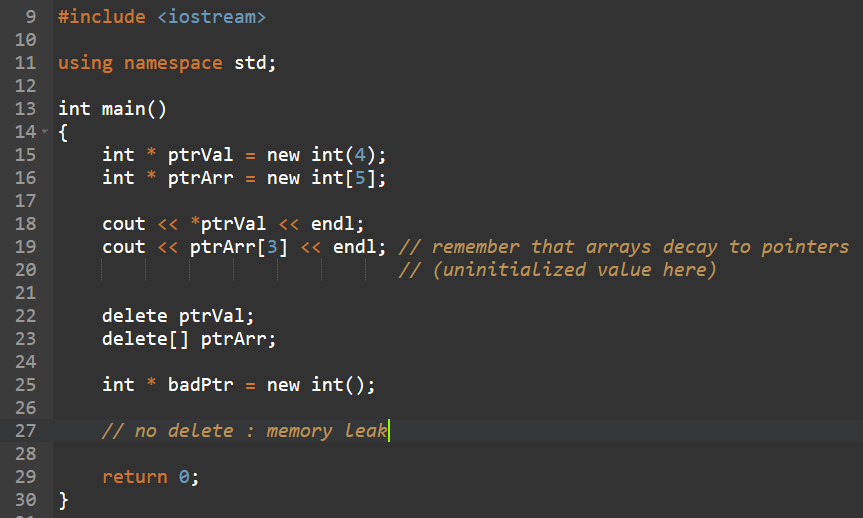 9 #include <iostream>
10
11 using namespace std;
12
13 int main()
14 {
15     int * ptrVal = new int(4);
16     int * ptrArr = new int[5];
17
18     cout << *ptrVal << endl;
19     cout << ptrArr[3] << endl; // remember that arrays decay to pointers
20                                // (uninitialized value here)
21
22     delete ptrVal;
23     delete[] ptrArr;
24
25     int * badPtr = new int();
26
27     // no delete : memory leak
28
29     return 0;
30 }